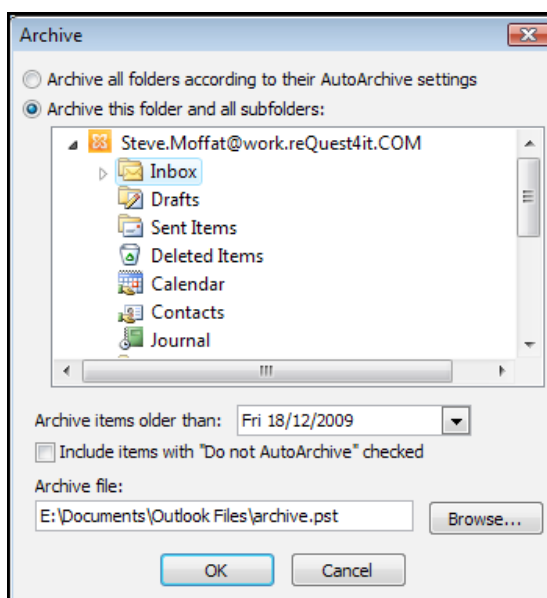 Archive
Archive all folders according to their AutoArchive settings
Archive this folder and all subfolders:
Steve.Moffat@work.reQuest4it.COM
Inbox
Drafts
Sent Items
Deleted Items
Calendar
Contacts
Journal
Archive items older than: Fri 18/12/2009
Include items with "Do not AutoArchive" checked
Archive file:
E:\Documents\Outlook Files\archive.pst Browse...
OK Cancel